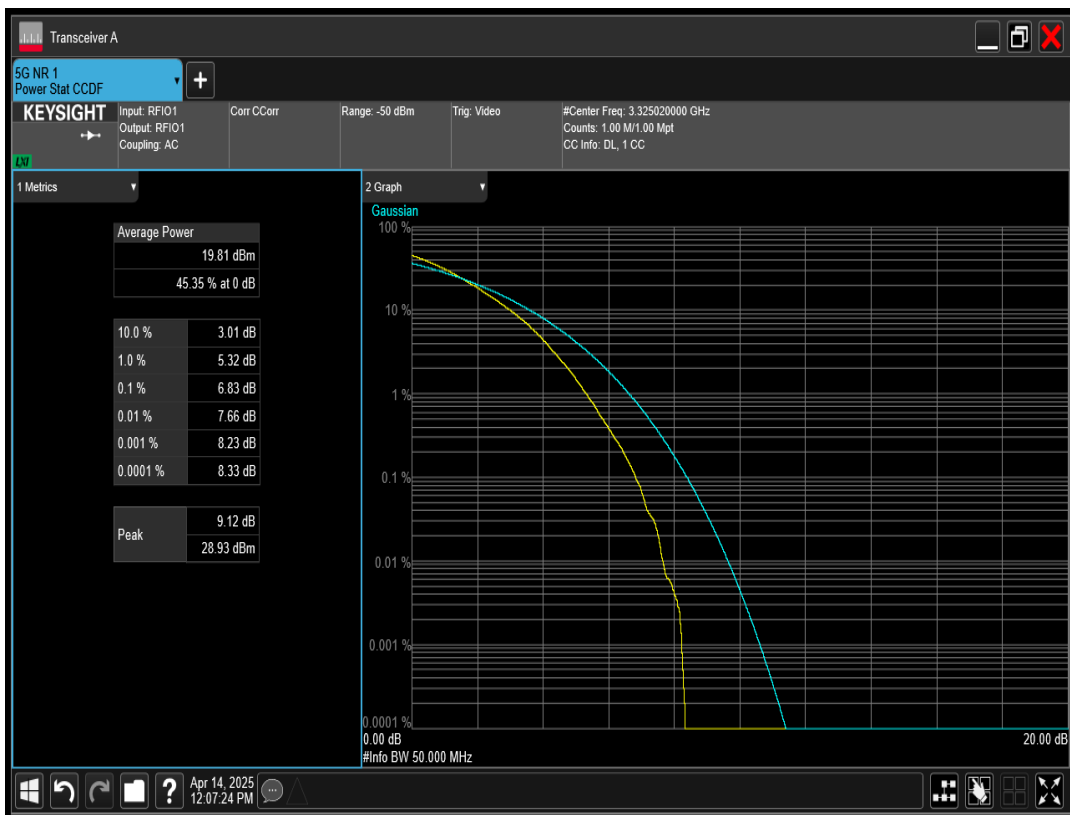 Transceiver A
5G NR 1
Power Stat CCDF
+
KEYSIGHT
LXI
Input: RFIO1
Output: RFIO1
Coupling: AC
Corr CCorr
Range: -50 dBm
Trig: Video
#Center Freq: 3.325020000 GHz
Counts: 1.00 M/1.00 Mpt
CC Info: DL, 1 CC
1 Metrics
Average Power
19.81 dBm
45.35 % at 0 dB
10.0 % 3.01 dB
1.0 % 5.32 dB
0.1 % 6.83 dB
0.01 % 7.66 dB
0.001 % 8.23 dB
0.0001 % 8.33 dB
Peak
9.12 dB
28.93 dBm
2 Graph
Gaussian
100 %
10 %
1 %
0.1 %
0.01 %
0.001 %
0.0001 %
0.00 dB
20.00 dB
#Info BW 50.000 MHz
?
Apr 14, 2025
12:07:24 PM